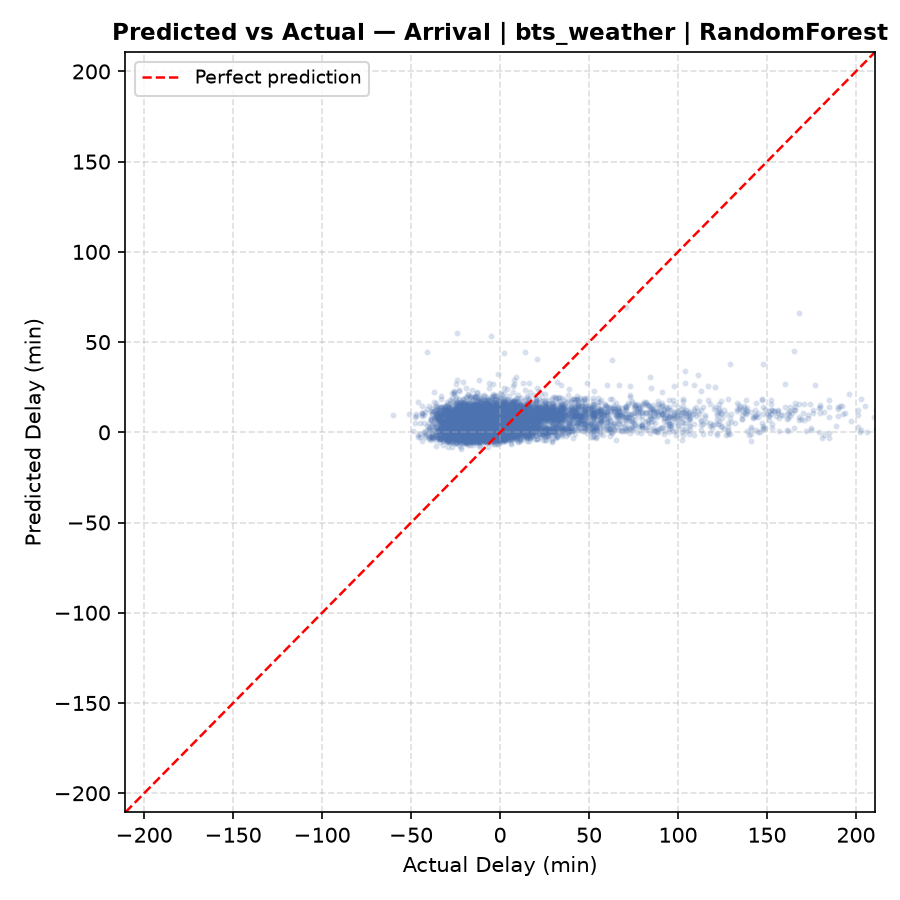 Predicted vs Actual — Arrival | bts_weather | RandomForest
Perfect prediction
200
150
100
50
0
−50
−100
−150
−200
Predicted Delay (min)
−200 −150 −100 −50 0 50 100 150 200
Actual Delay (min)